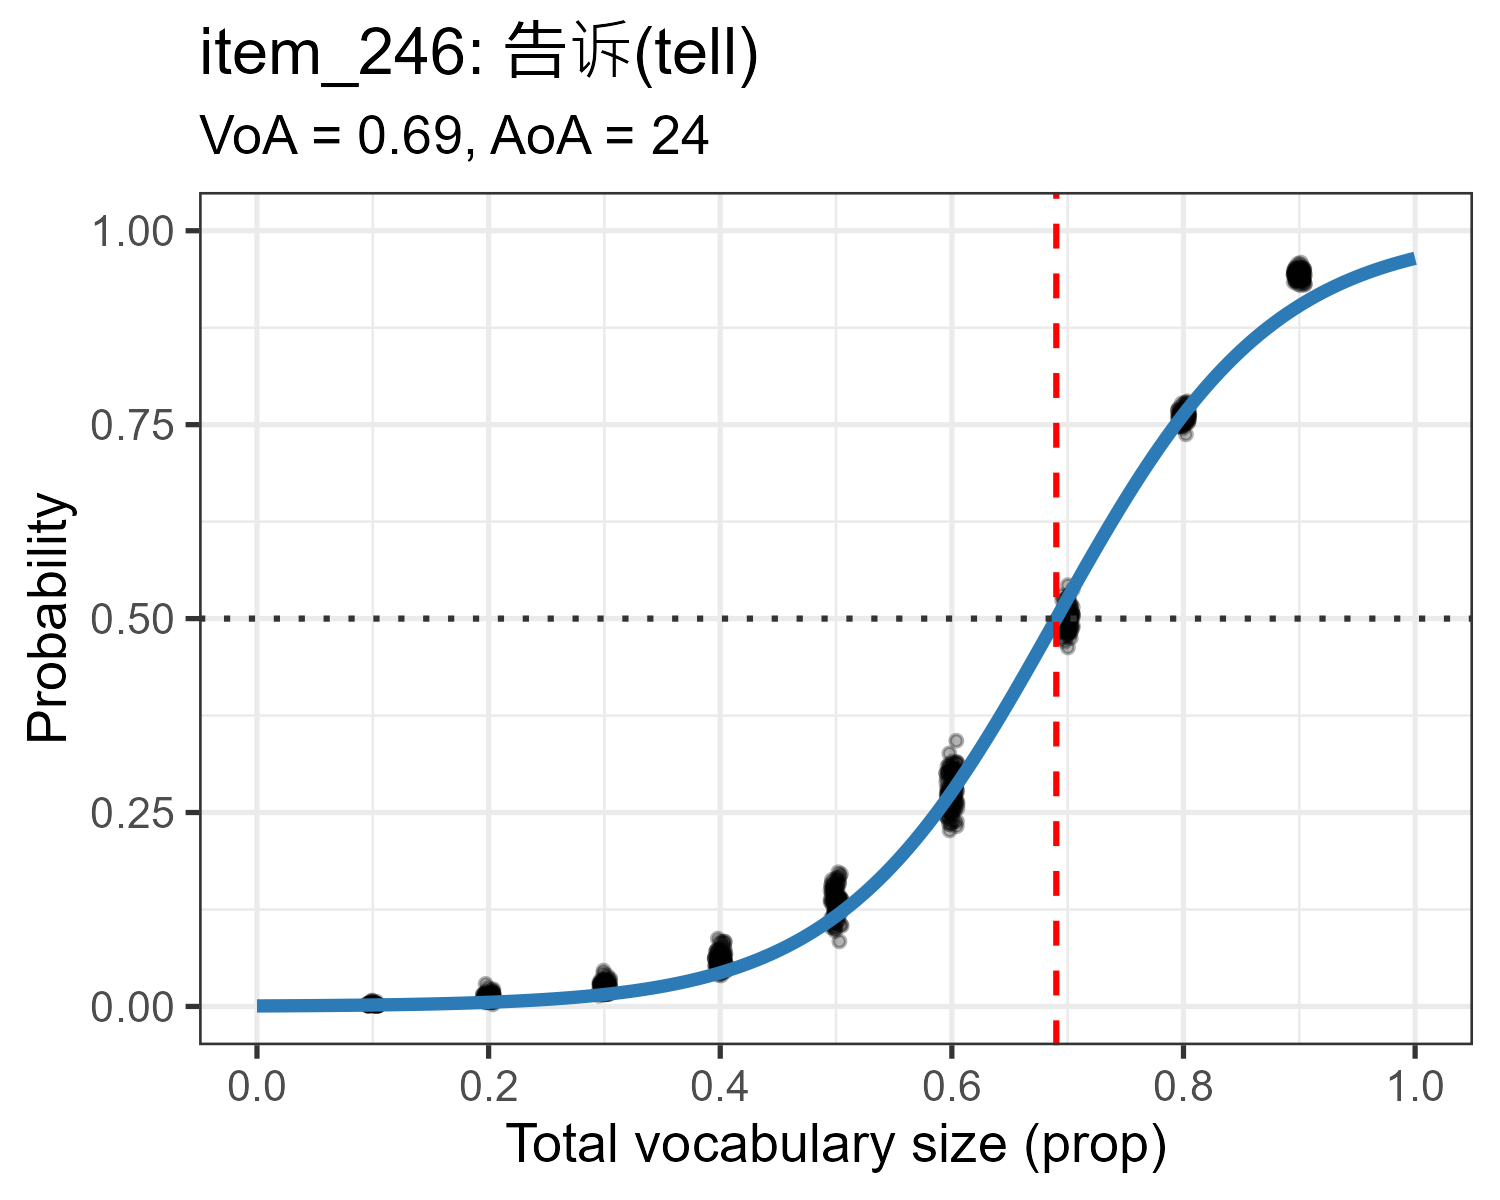 item_246: 告诉(tell)
VoA = 0.69, AoA = 24
1.00
0.75
0.50
0.25
0.00
Probability
0.0 0.2 0.4 0.6 0.8 1.0
Total vocabulary size (prop)